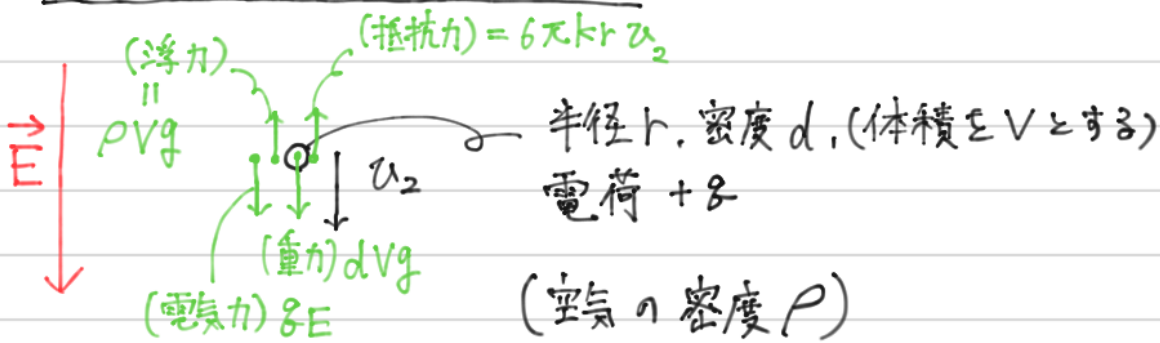 (浮力)
(抵抗力) = 6πkrv₂
||
ρVg
E
v₂
半径r, 密度d, (体積をVとする)
電荷 +q
(重力) dVg
(電気力) qE
(空気の密度ρ)